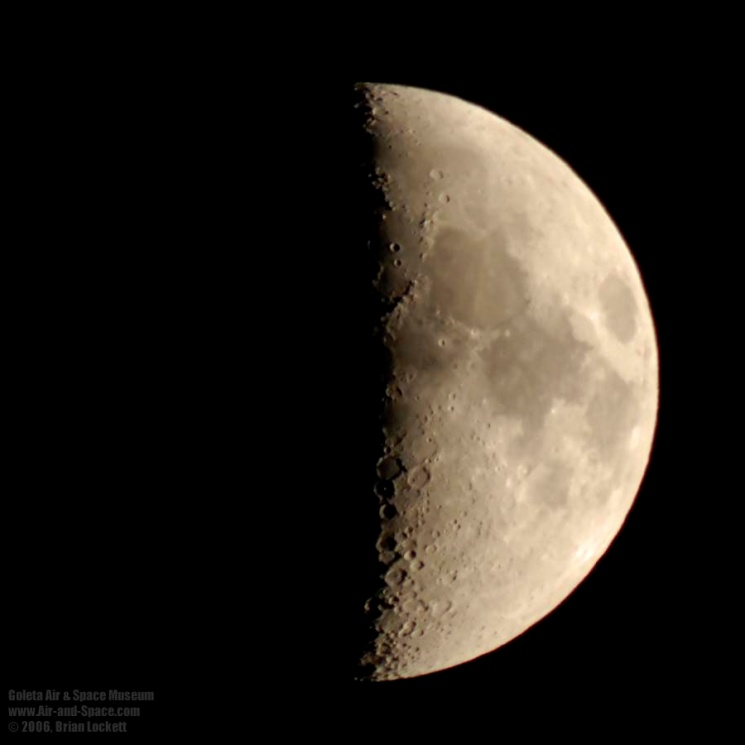 Goleta Air & Space Museum
www.Air-and-Space.com
© 2006, Brian Lockett